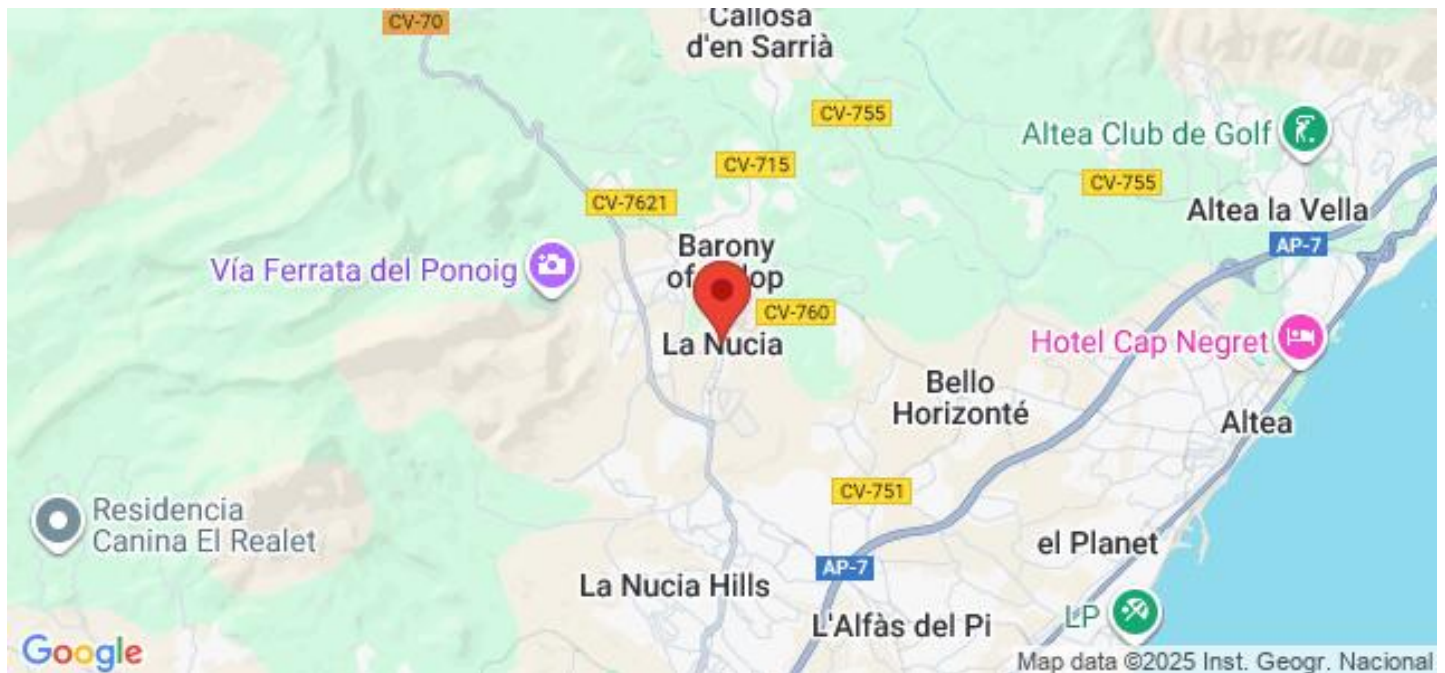 CV-70
Callosa
d'en Sarrià
CV-755
Altea Club de Golf
CV-715
CV-755
CV-7621
Altea la Vella
Barony
AP-7
Vía Ferrata del Ponoig
CV-760
La Nucia
Hotel Cap Negret
Bello
Horizonté
Altea
CV-751
Residencia
Canina El Realet
el Planet
AP-7
La Nucia Hills
LP
L'Alfàs del Pi
Google
Map data ©2025 Inst. Geogr. Nacional